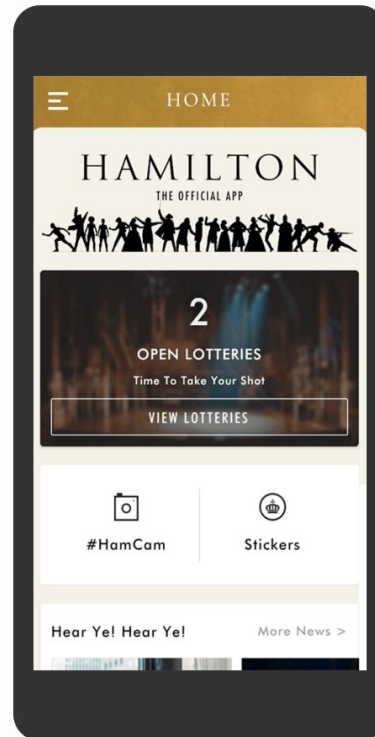 HOME
HAMILTON
THE OFFICIAL APP
2
OPEN LOTTERIES
Time To Take Your Shot
VIEW LOTTERIES
#HamCam
Stickers
Hear Ye! Hear Ye!
More News >